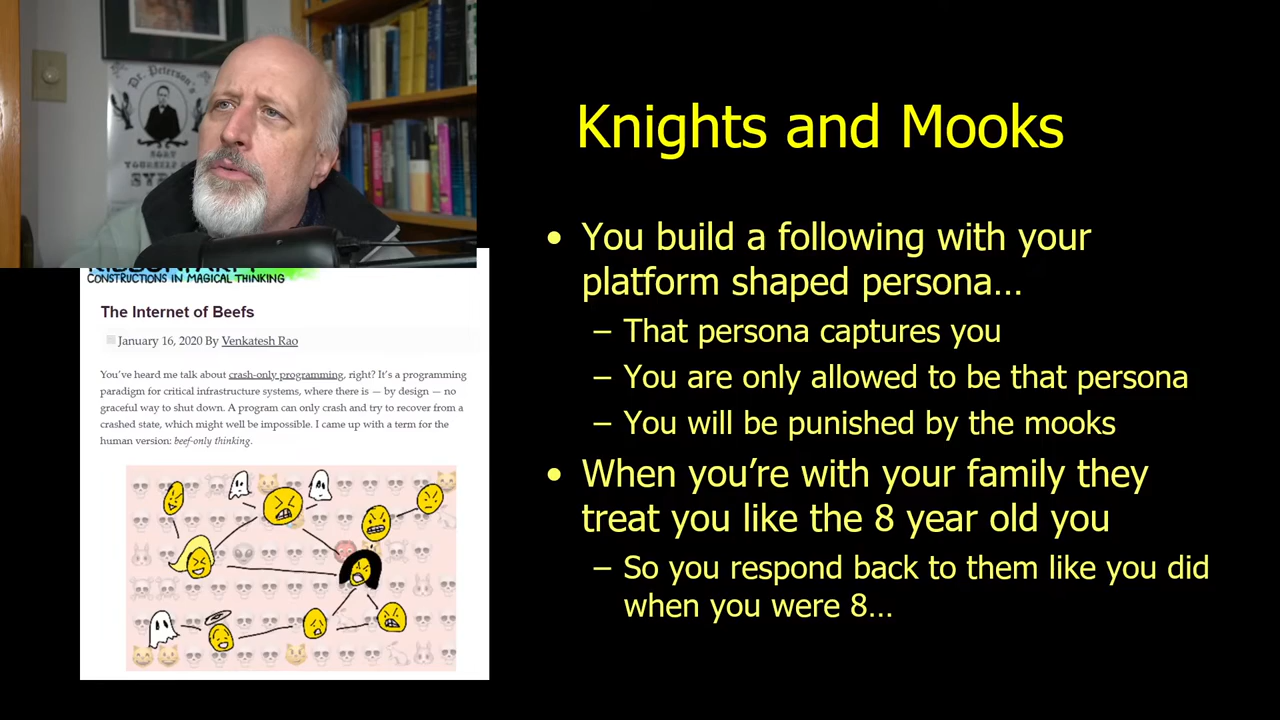 Dr. Peterson's
SORT
YOURSELF
Knights and Mooks
• You build a following with your
platform shaped persona…
– That persona captures you
– You are only allowed to be that persona
– You will be punished by the mooks
• When you’re with your family they
treat you like the 8 year old you
– So you respond back to them like you did
when you were 8…
CONSTRUCTIONS IN MAGICAL THINKING
The Internet of Beefs
January 16, 2020 By Venkatesh Rao
You’ve heard me talk about crash-only programming, right? It’s a programming
paradigm for critical infrastructure systems, where there is — by design — no
graceful way to shut down. A program can only crash and try to recover from a
crashed state, which might well be impossible. I came up with a term for the
human version: beef-only thinking.